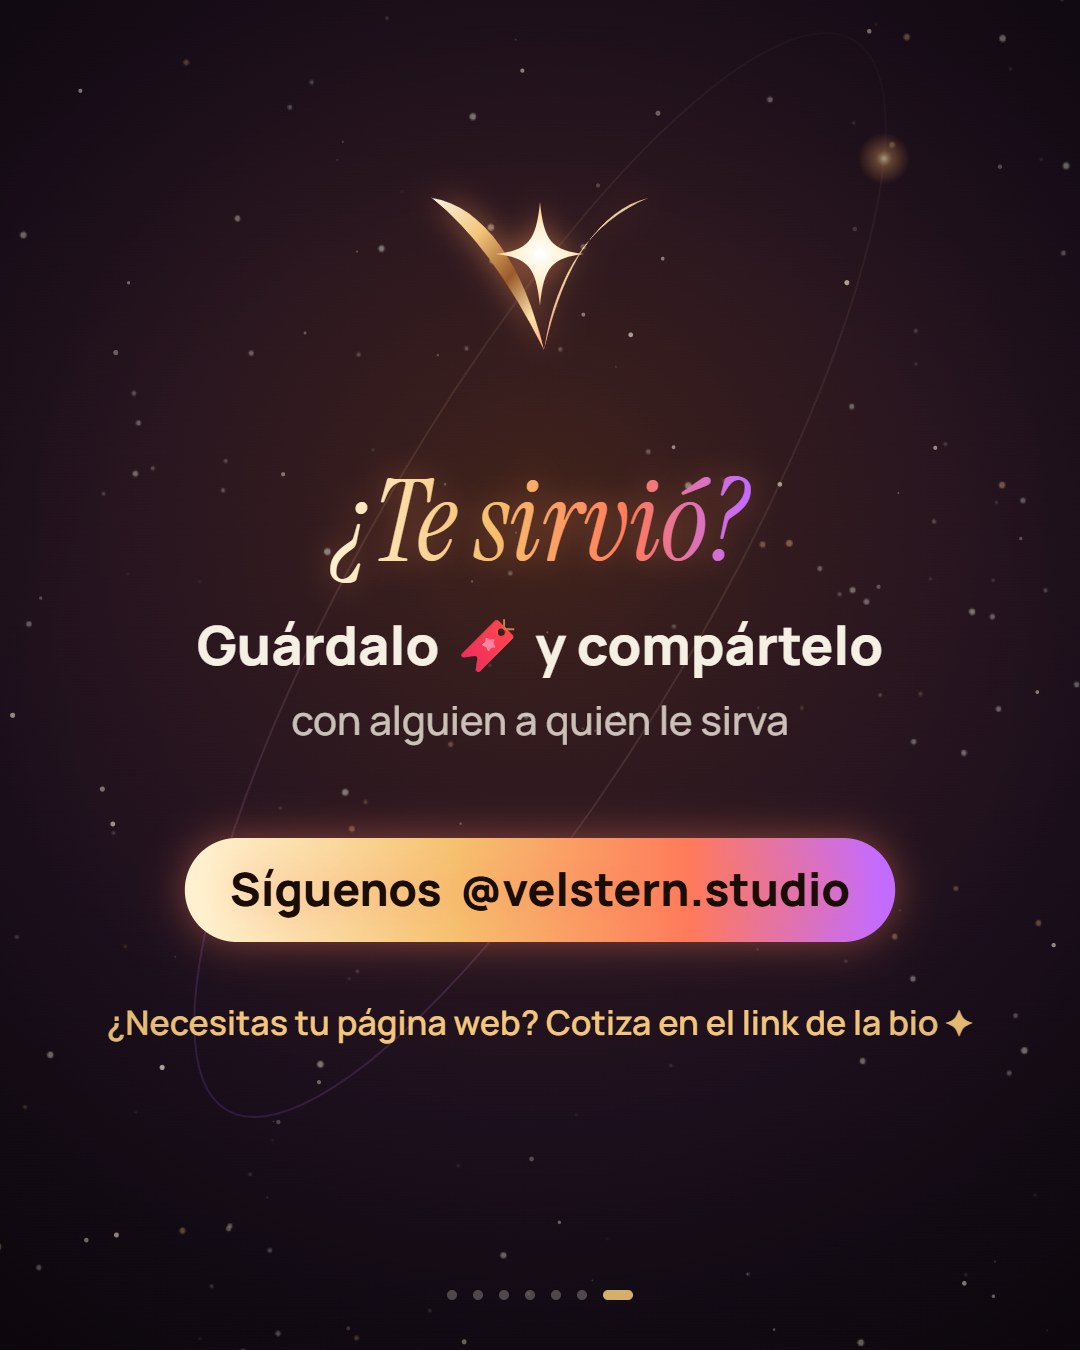 ¿Te sirvió?
Guárdalo 🔖 y compártelo
con alguien a quien le sirva
Síguenos @velstern.studio
¿Necesitas tu página web? Cotiza en el link de la bio ✦